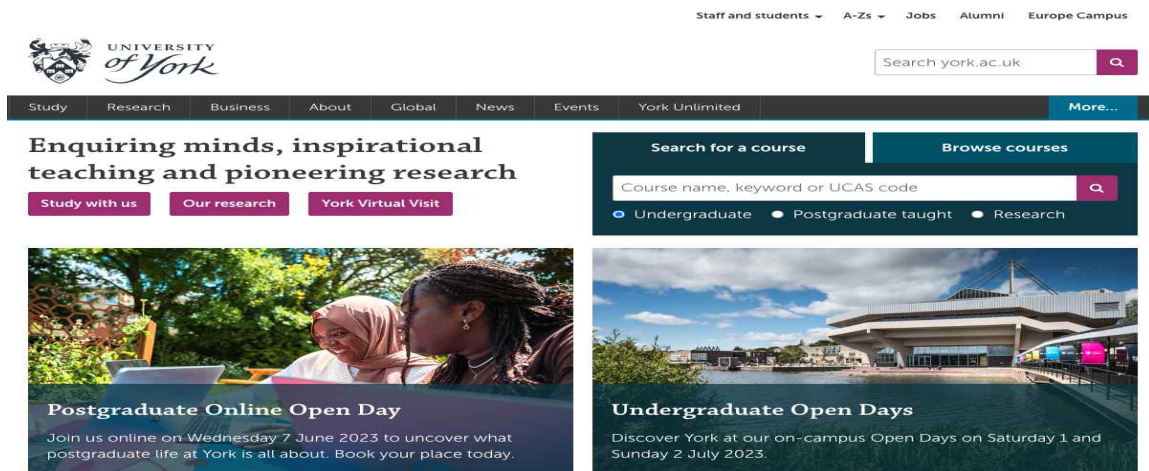 Staff and students A-Zs Jobs Alumni Europe Campus
UNIVERSITY
of York
Search york.ac.uk
Study Research Business About Global News Events York Unlimited More...
Enquiring minds, inspirational
teaching and pioneering research
Study with us Our research York Virtual Visit
Search for a course Browse courses
Course name, keyword or UCAS code
Undergraduate Postgraduate taught Research
Postgraduate Online Open Day
Join us online on Wednesday 7 June 2023 to uncover what
postgraduate life at York is all about. Book your place today.
Undergraduate Open Days
Discover York at our on-campus Open Days on Saturday 1 and
Sunday 2 July 2023.